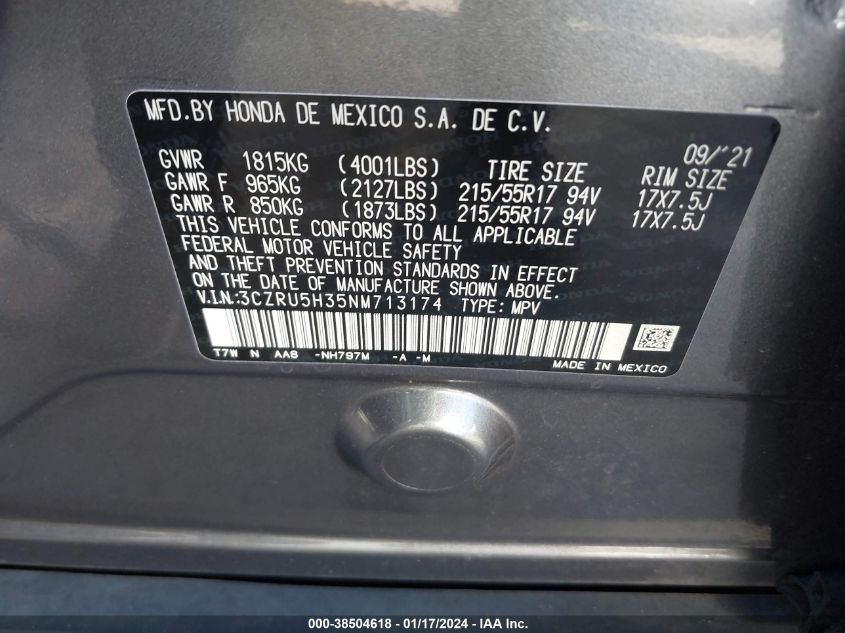 MFD.BY HONDA DE MEXICO S.A. DE C.V.
09/'21
GVWR 1815KG (4001LBS) TIRE SIZE RIM SIZE
GAWR F 965KG (2127LBS) 215/55R17 94V 17X7.5J
GAWR R 850KG (1873LBS) 215/55R17 94V 17X7.5J
THIS VEHICLE CONFORMS TO ALL APPLICABLE
FEDERAL MOTOR VEHICLE SAFETY
AND THEFT PREVENTION STANDARDS IN EFFECT
ON THE DATE OF MANUFACTURE SHOWN ABOVE.
V.I.N.:3CZRU5H35NM713174 TYPE: MPV
T7W N AA8 -NH797M -A -M
MADE IN MEXICO
000-38504618 - 01/17/2024 - IAA Inc.